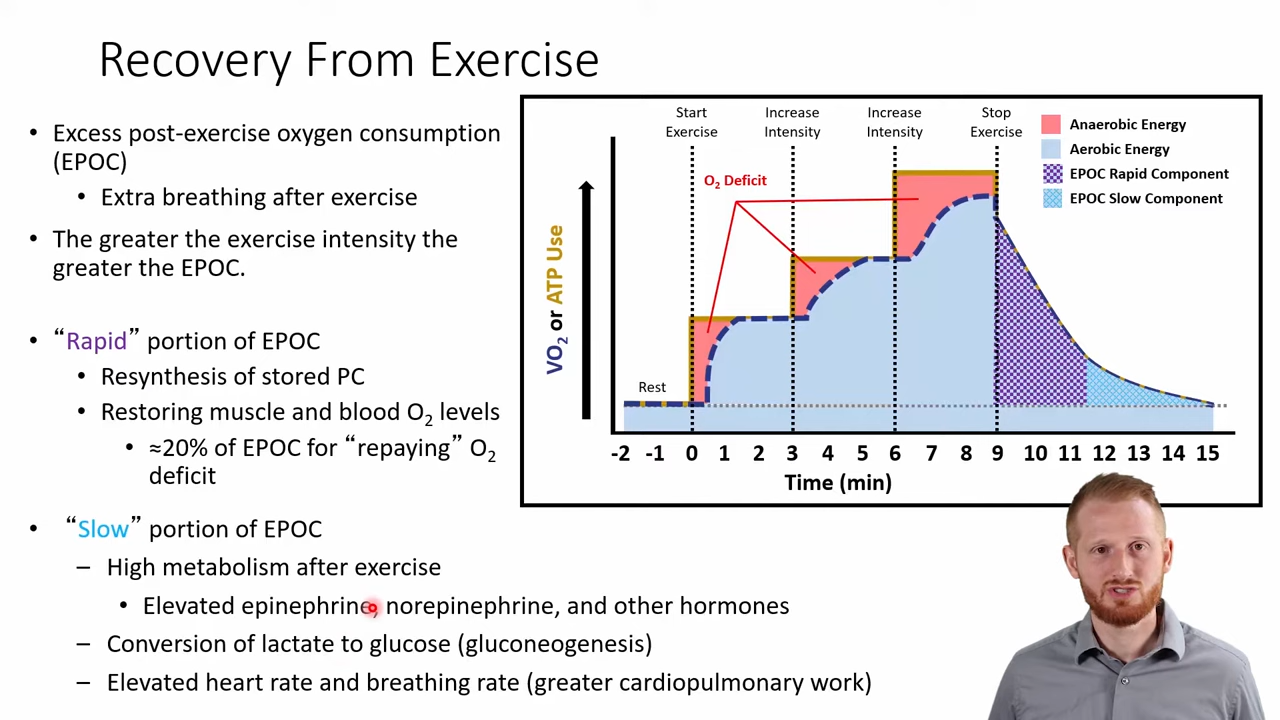 Recovery From Exercise
• Excess post-exercise oxygen consumption
(EPOC)
• Extra breathing after exercise
• The greater the exercise intensity the
greater the EPOC.
• “Rapid” portion of EPOC
• Resynthesis of stored PC
• Restoring muscle and blood O₂ levels
• ≈20% of EPOC for “repaying” O₂
deficit
• “Slow” portion of EPOC
– High metabolism after exercise
• Elevated epinephrine, norepinephrine, and other hormones
– Conversion of lactate to glucose (gluconeogenesis)
– Elevated heart rate and breathing rate (greater cardiopulmonary work)
Start
Exercise
Increase
Intensity
Increase
Intensity
Stop
Exercise
Anaerobic Energy
Aerobic Energy
EPOC Rapid Component
EPOC Slow Component
O₂ Deficit
VO₂ or ATP Use
Rest
-2 -1 0 1 2 3 4 5 6 7 8 9 10 11 12 13 14 15
Time (min)